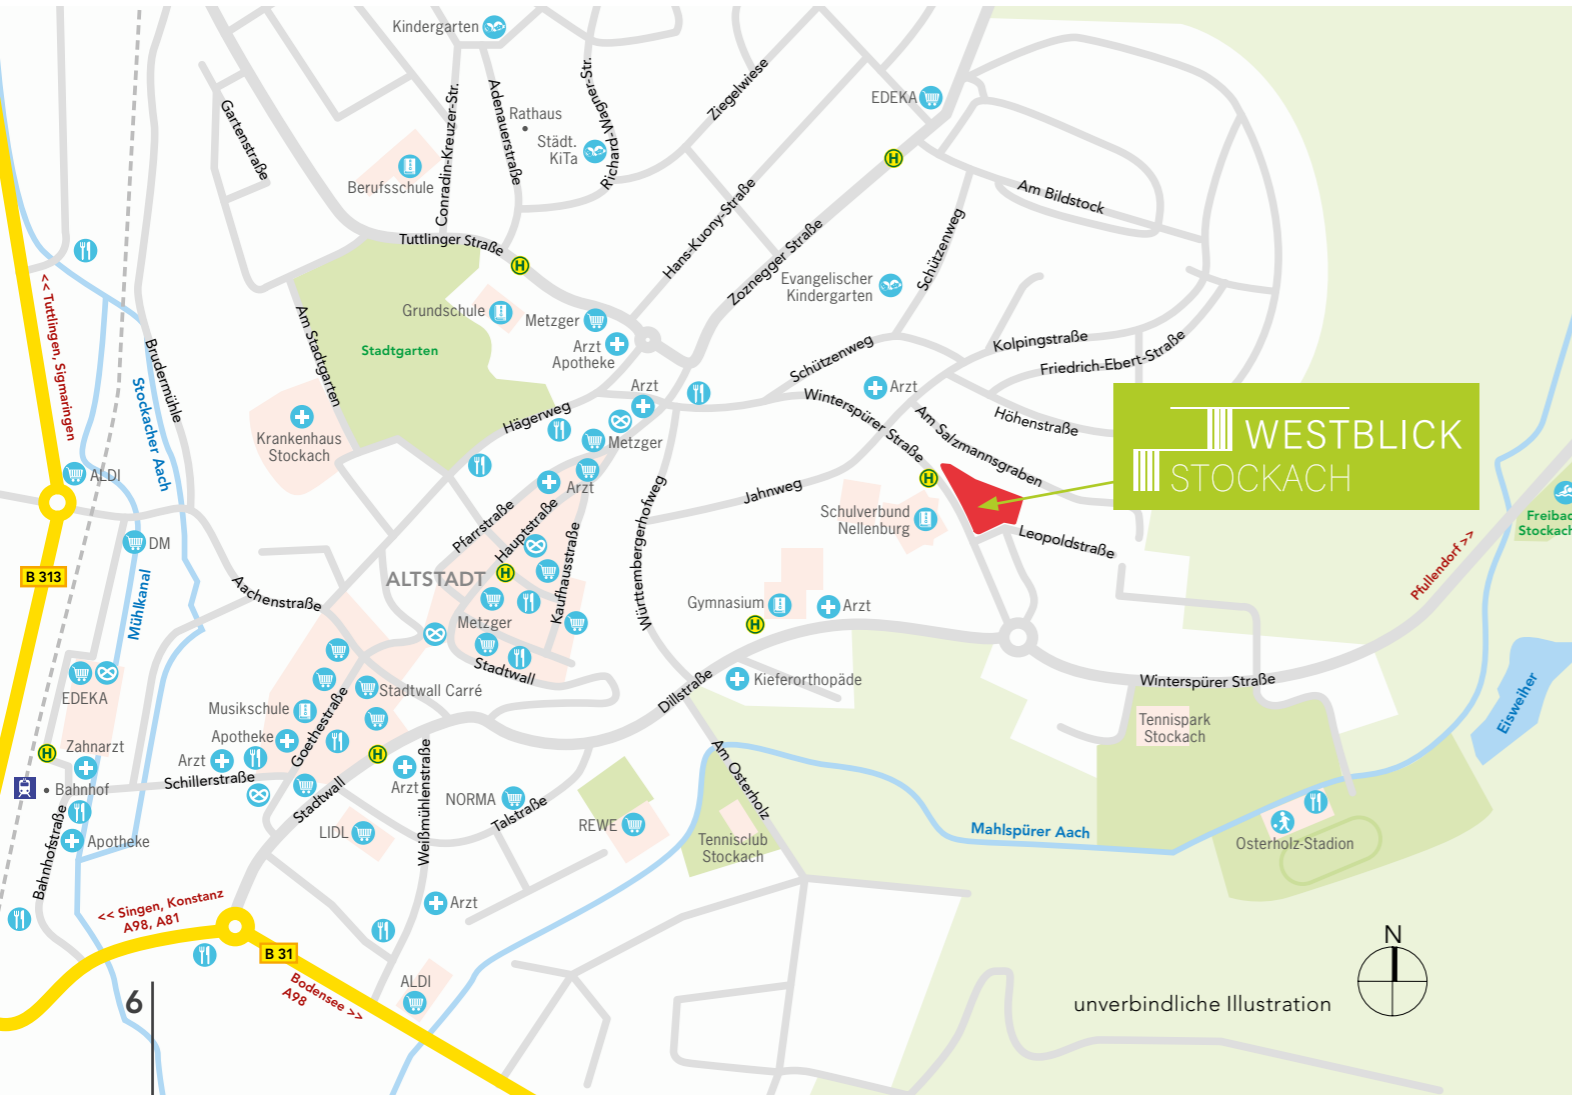 Kindergarten
Rathaus
Städt.
KiTa
EDEKA
Berufsschule
Gartenstraße
Conradin-Kreuzer-Str.
Adenauerstraße
Richard-Wagner-Str.
Ziegelwiese
Hans-Kuony-Straße
Tuttlinger Straße
Zoznegger Straße
Schützenweg
Am Bildstock
Evangelischer
Kindergarten
H
H
<< Tuttlingen, Sigmaringen
Stockacher Aach
Brudermühle
Am Stadtgarten
Stadtgarten
Grundschule
Metzger
Arzt
Apotheke
Arzt
Hägerweg
Metzger
Schützenweg
Kolpingstraße
Friedrich-Ebert-Straße
Höhenstraße
Arzt
Winterspürer Straße
Am Salzmannsgraben
H
WESTBLICK
STOCKACH
Krankenhaus
Stockach
ALDI
DM
B 313
Mühlkanal
Aachenstraße
Arzt
Pfarrstraße
Hauptstraße
Kaufhausstraße
ALTSTADT
H
Metzger
Stadtwall
Württembergerhofweg
Jahnweg
Schulverbund
Nellenburg
Leopoldstraße
Gymnasium
H
Arzt
Kieferorthopäde
Dillstraße
Winterspürer Straße
Pfullendorf >>
Freibad
Stockach
Eisweiher
Tennispark
Stockach
Osterholz-Stadion
Mahlspürer Aach
EDEKA
H
Zahnarzt
Bahnhof
Apotheke
Bahnhofstraße
Musikschule
Stadtwall Carré
Apotheke
Arzt
Goethestraße
Schillerstraße
H
Arzt
Stadtwall
LIDL
Weißmühlenstraße
NORMA
Talstraße
REWE
Am Osterholz
Tennisclub
Stockach
Arzt
<< Singen, Konstanz
A98, A81
B 31
Bodensee >>
A98
ALDI
6
unverbindliche Illustration
N